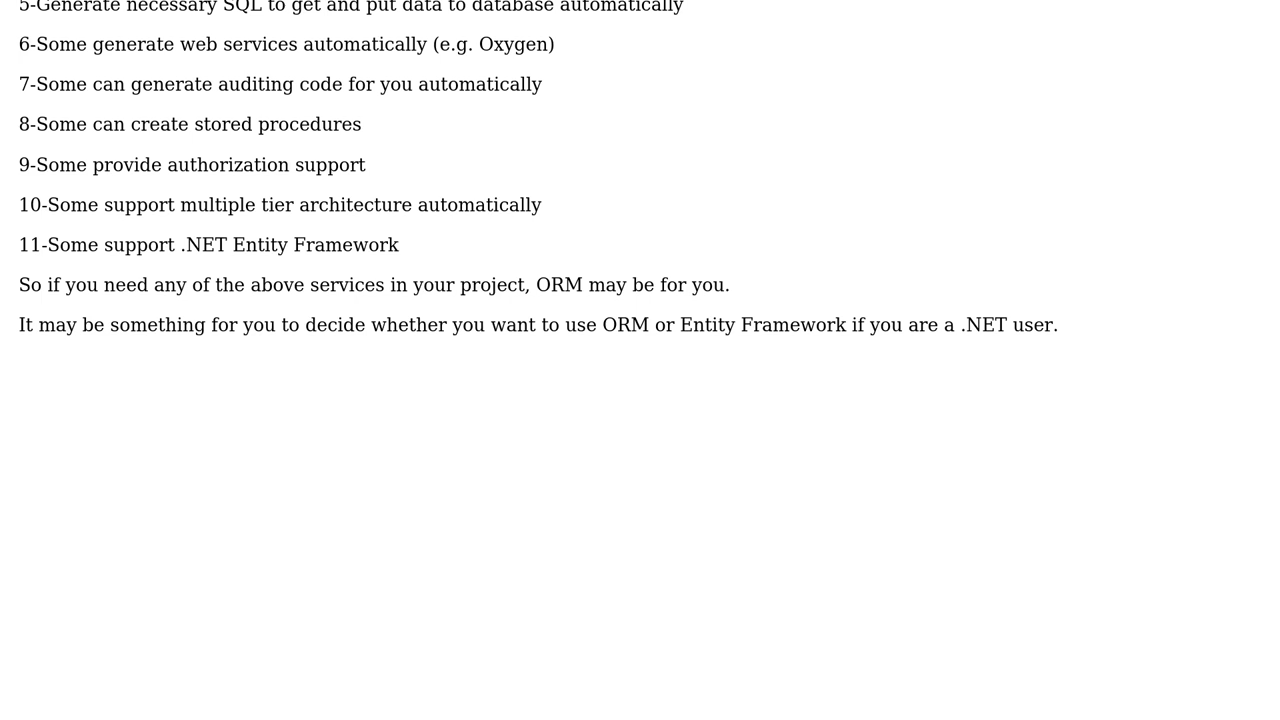 5-Generate necessary SQL to get and put data to database automatically
6-Some generate web services automatically (e.g. Oxygen)
7-Some can generate auditing code for you automatically
8-Some can create stored procedures
9-Some provide authorization support
10-Some support multiple tier architecture automatically
11-Some support .NET Entity Framework
So if you need any of the above services in your project, ORM may be for you.
It may be something for you to decide whether you want to use ORM or Entity Framework if you are a .NET user.